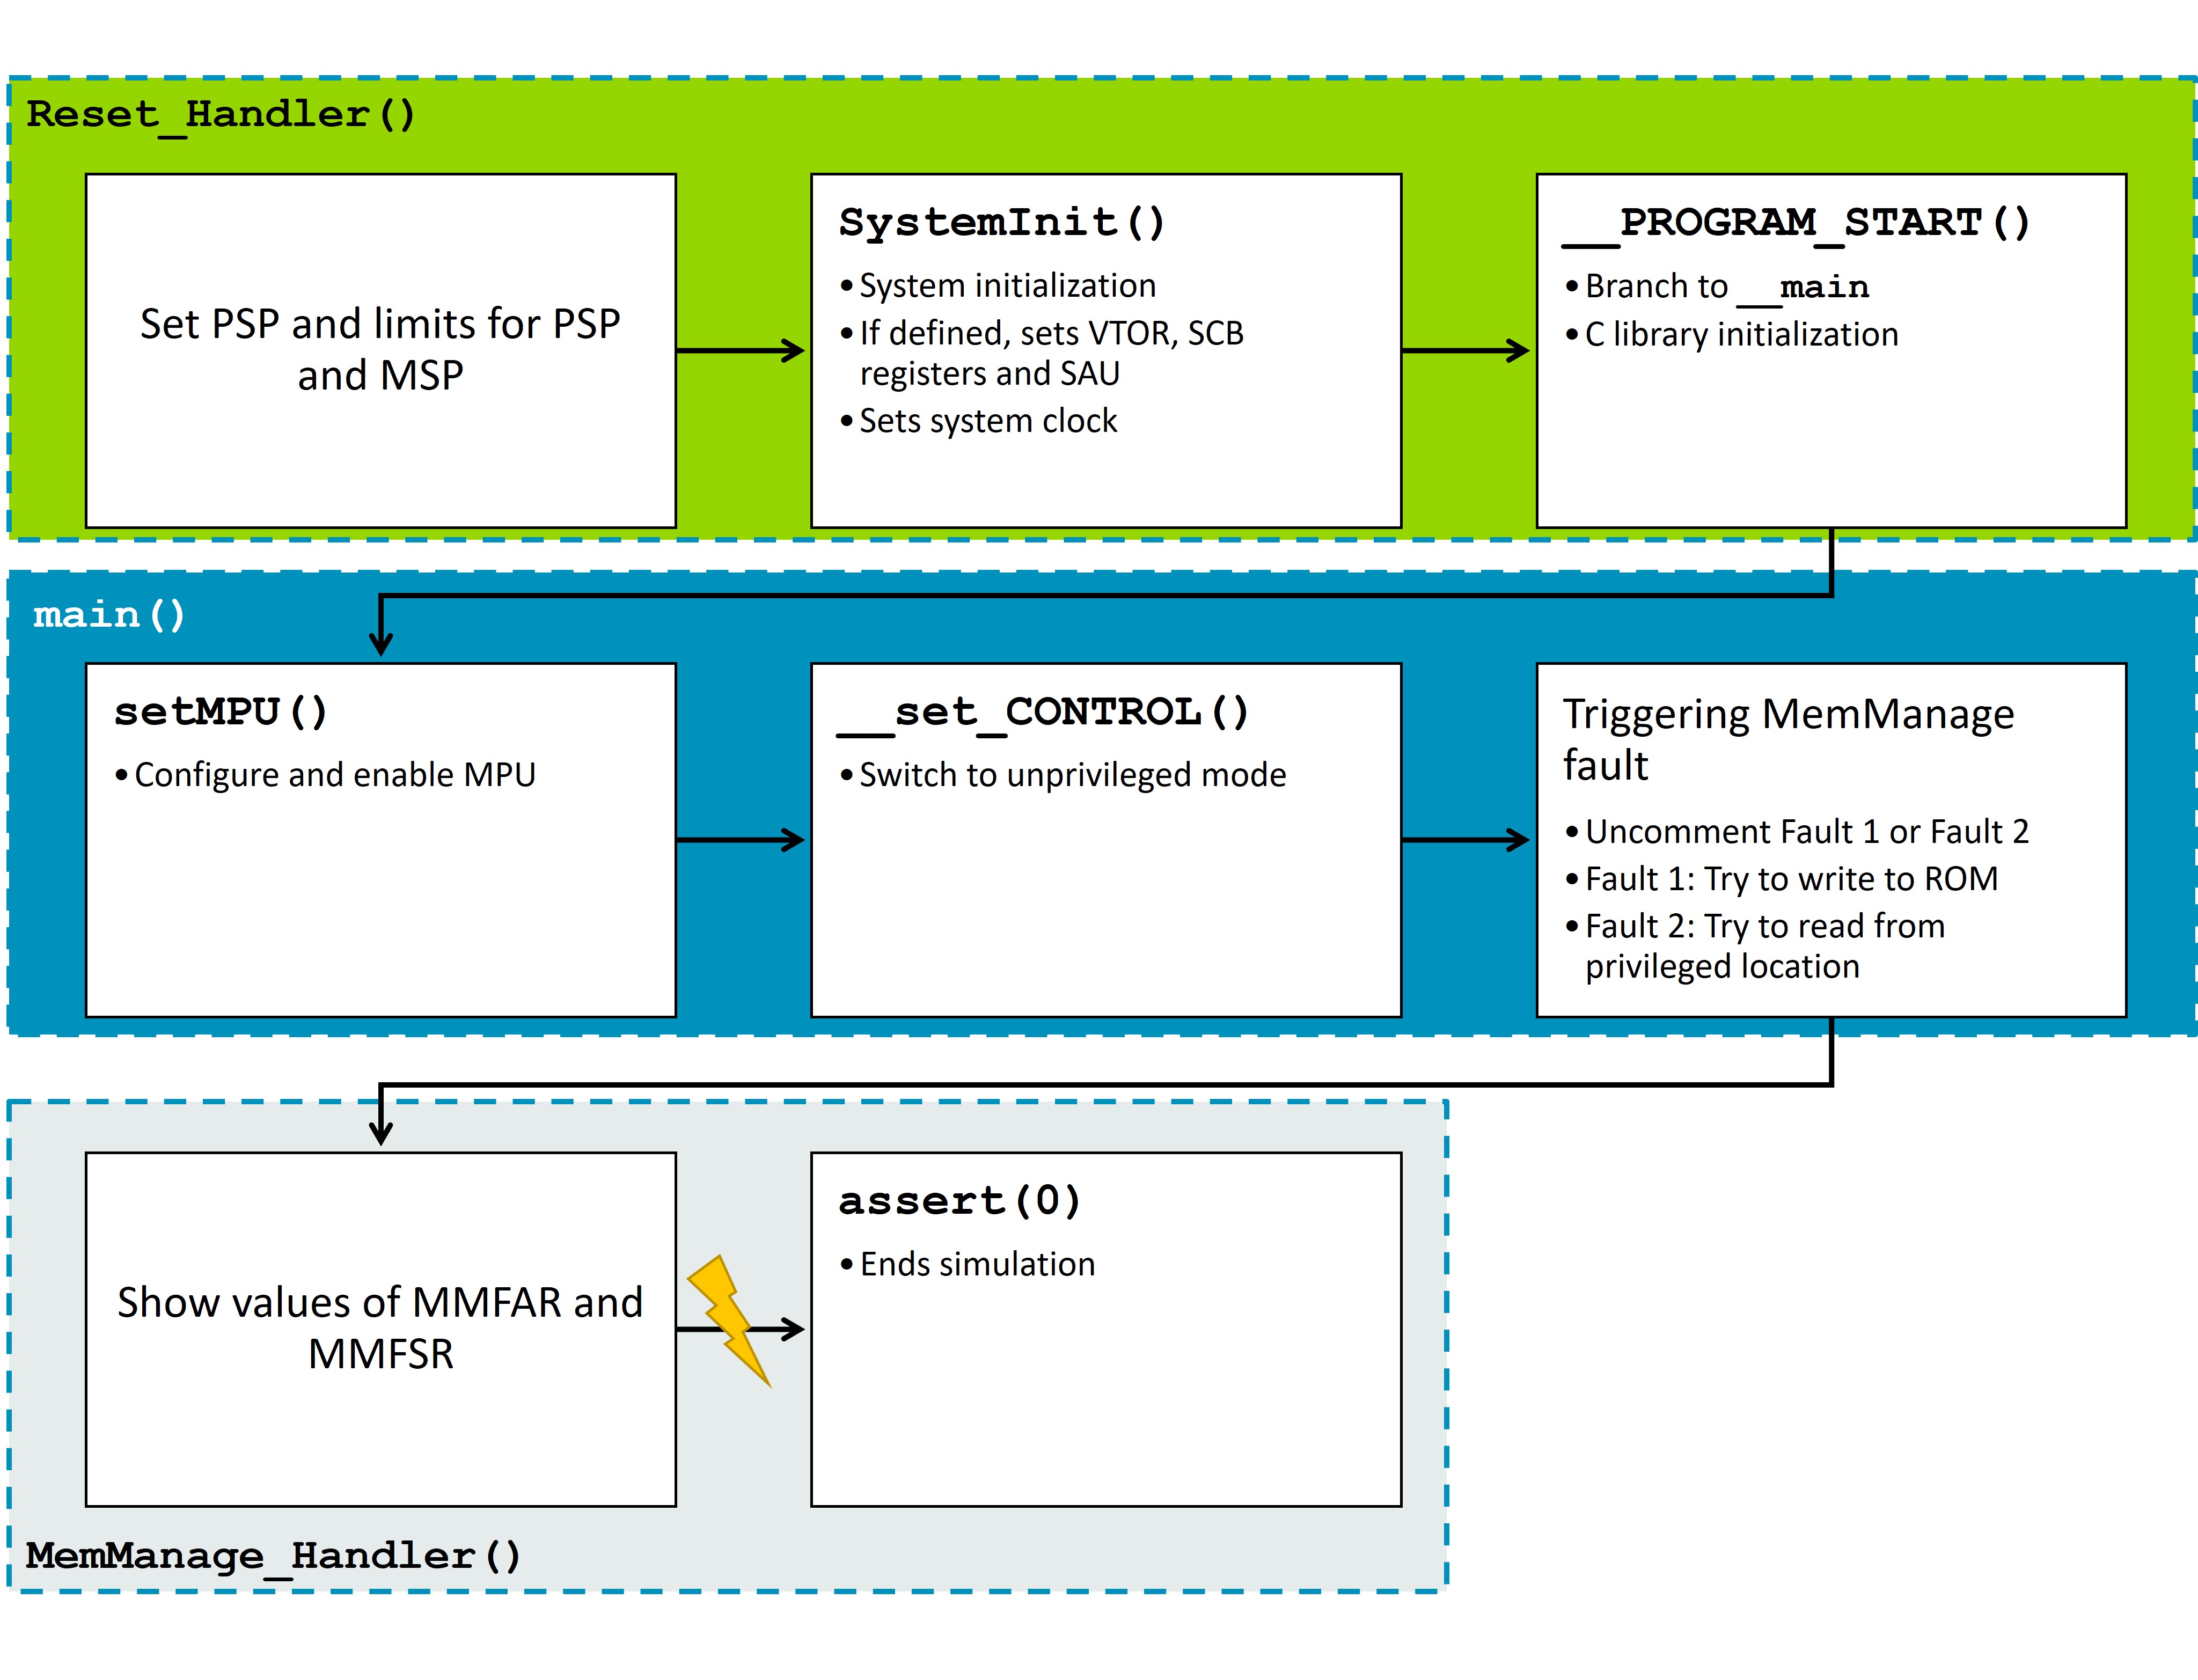 Reset_Handler()
Set PSP and limits for PSP
and MSP
SystemInit()
•System initialization
•If defined, sets VTOR, SCB
registers and SAU
•Sets system clock
__PROGRAM_START()
•Branch to __main
•C library initialization
main()
setMPU()
•Configure and enable MPU
__set_CONTROL()
•Switch to unprivileged mode
Triggering MemManage
fault
•Uncomment Fault 1 or Fault 2
•Fault 1: Try to write to ROM
•Fault 2: Try to read from
privileged location
Show values of MMFAR and
MMFSR
assert(0)
•Ends simulation
MemManage_Handler()